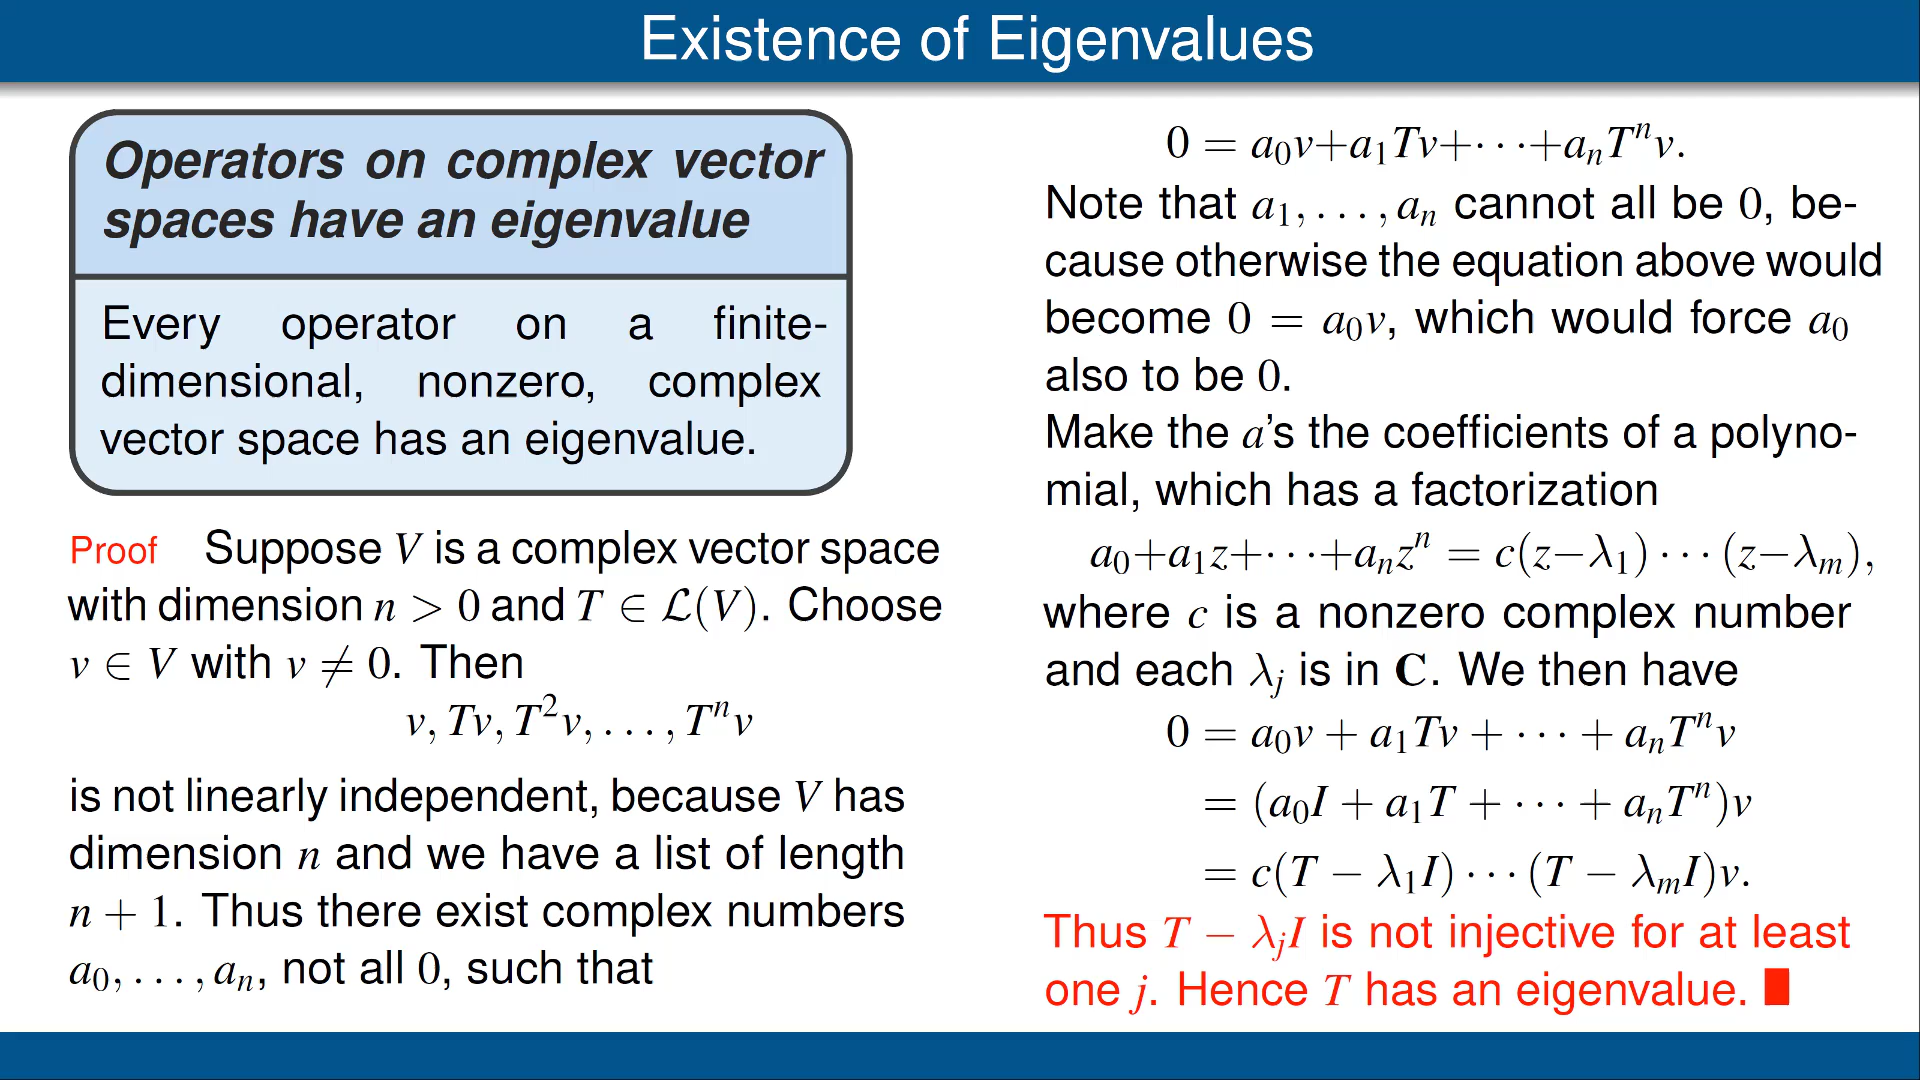 Existence of Eigenvalues
Operators on complex vector
spaces have an eigenvalue
Every operator on a finite-
dimensional, nonzero, complex
vector space has an eigenvalue.
Proof Suppose V is a complex vector space
with dimension n > 0 and T ∈ ℒ(V). Choose
v ∈ V with v ≠ 0. Then
v, Tv, T²v, . . . , Tⁿv
is not linearly independent, because V has
dimension n and we have a list of length
n + 1. Thus there exist complex numbers
a₀, . . . , aₙ, not all 0, such that
0 = a₀v+a₁Tv+· · ·+aₙTⁿv.
Note that a₁, . . . , aₙ cannot all be 0, be-
cause otherwise the equation above would
become 0 = a₀v, which would force a₀
also to be 0.
Make the a's the coefficients of a polyno-
mial, which has a factorization
a₀+a₁z+· · ·+aₙzⁿ = c(z−λ₁) · · · (z−λₘ),
where c is a nonzero complex number
and each λⱼ is in C. We then have
0 = a₀v + a₁Tv + · · · + aₙTⁿv
= (a₀I + a₁T + · · · + aₙTⁿ)v
= c(T − λ₁I) · · · (T − λₘI)v.
Thus T − λⱼI is not injective for at least
one j. Hence T has an eigenvalue. ■